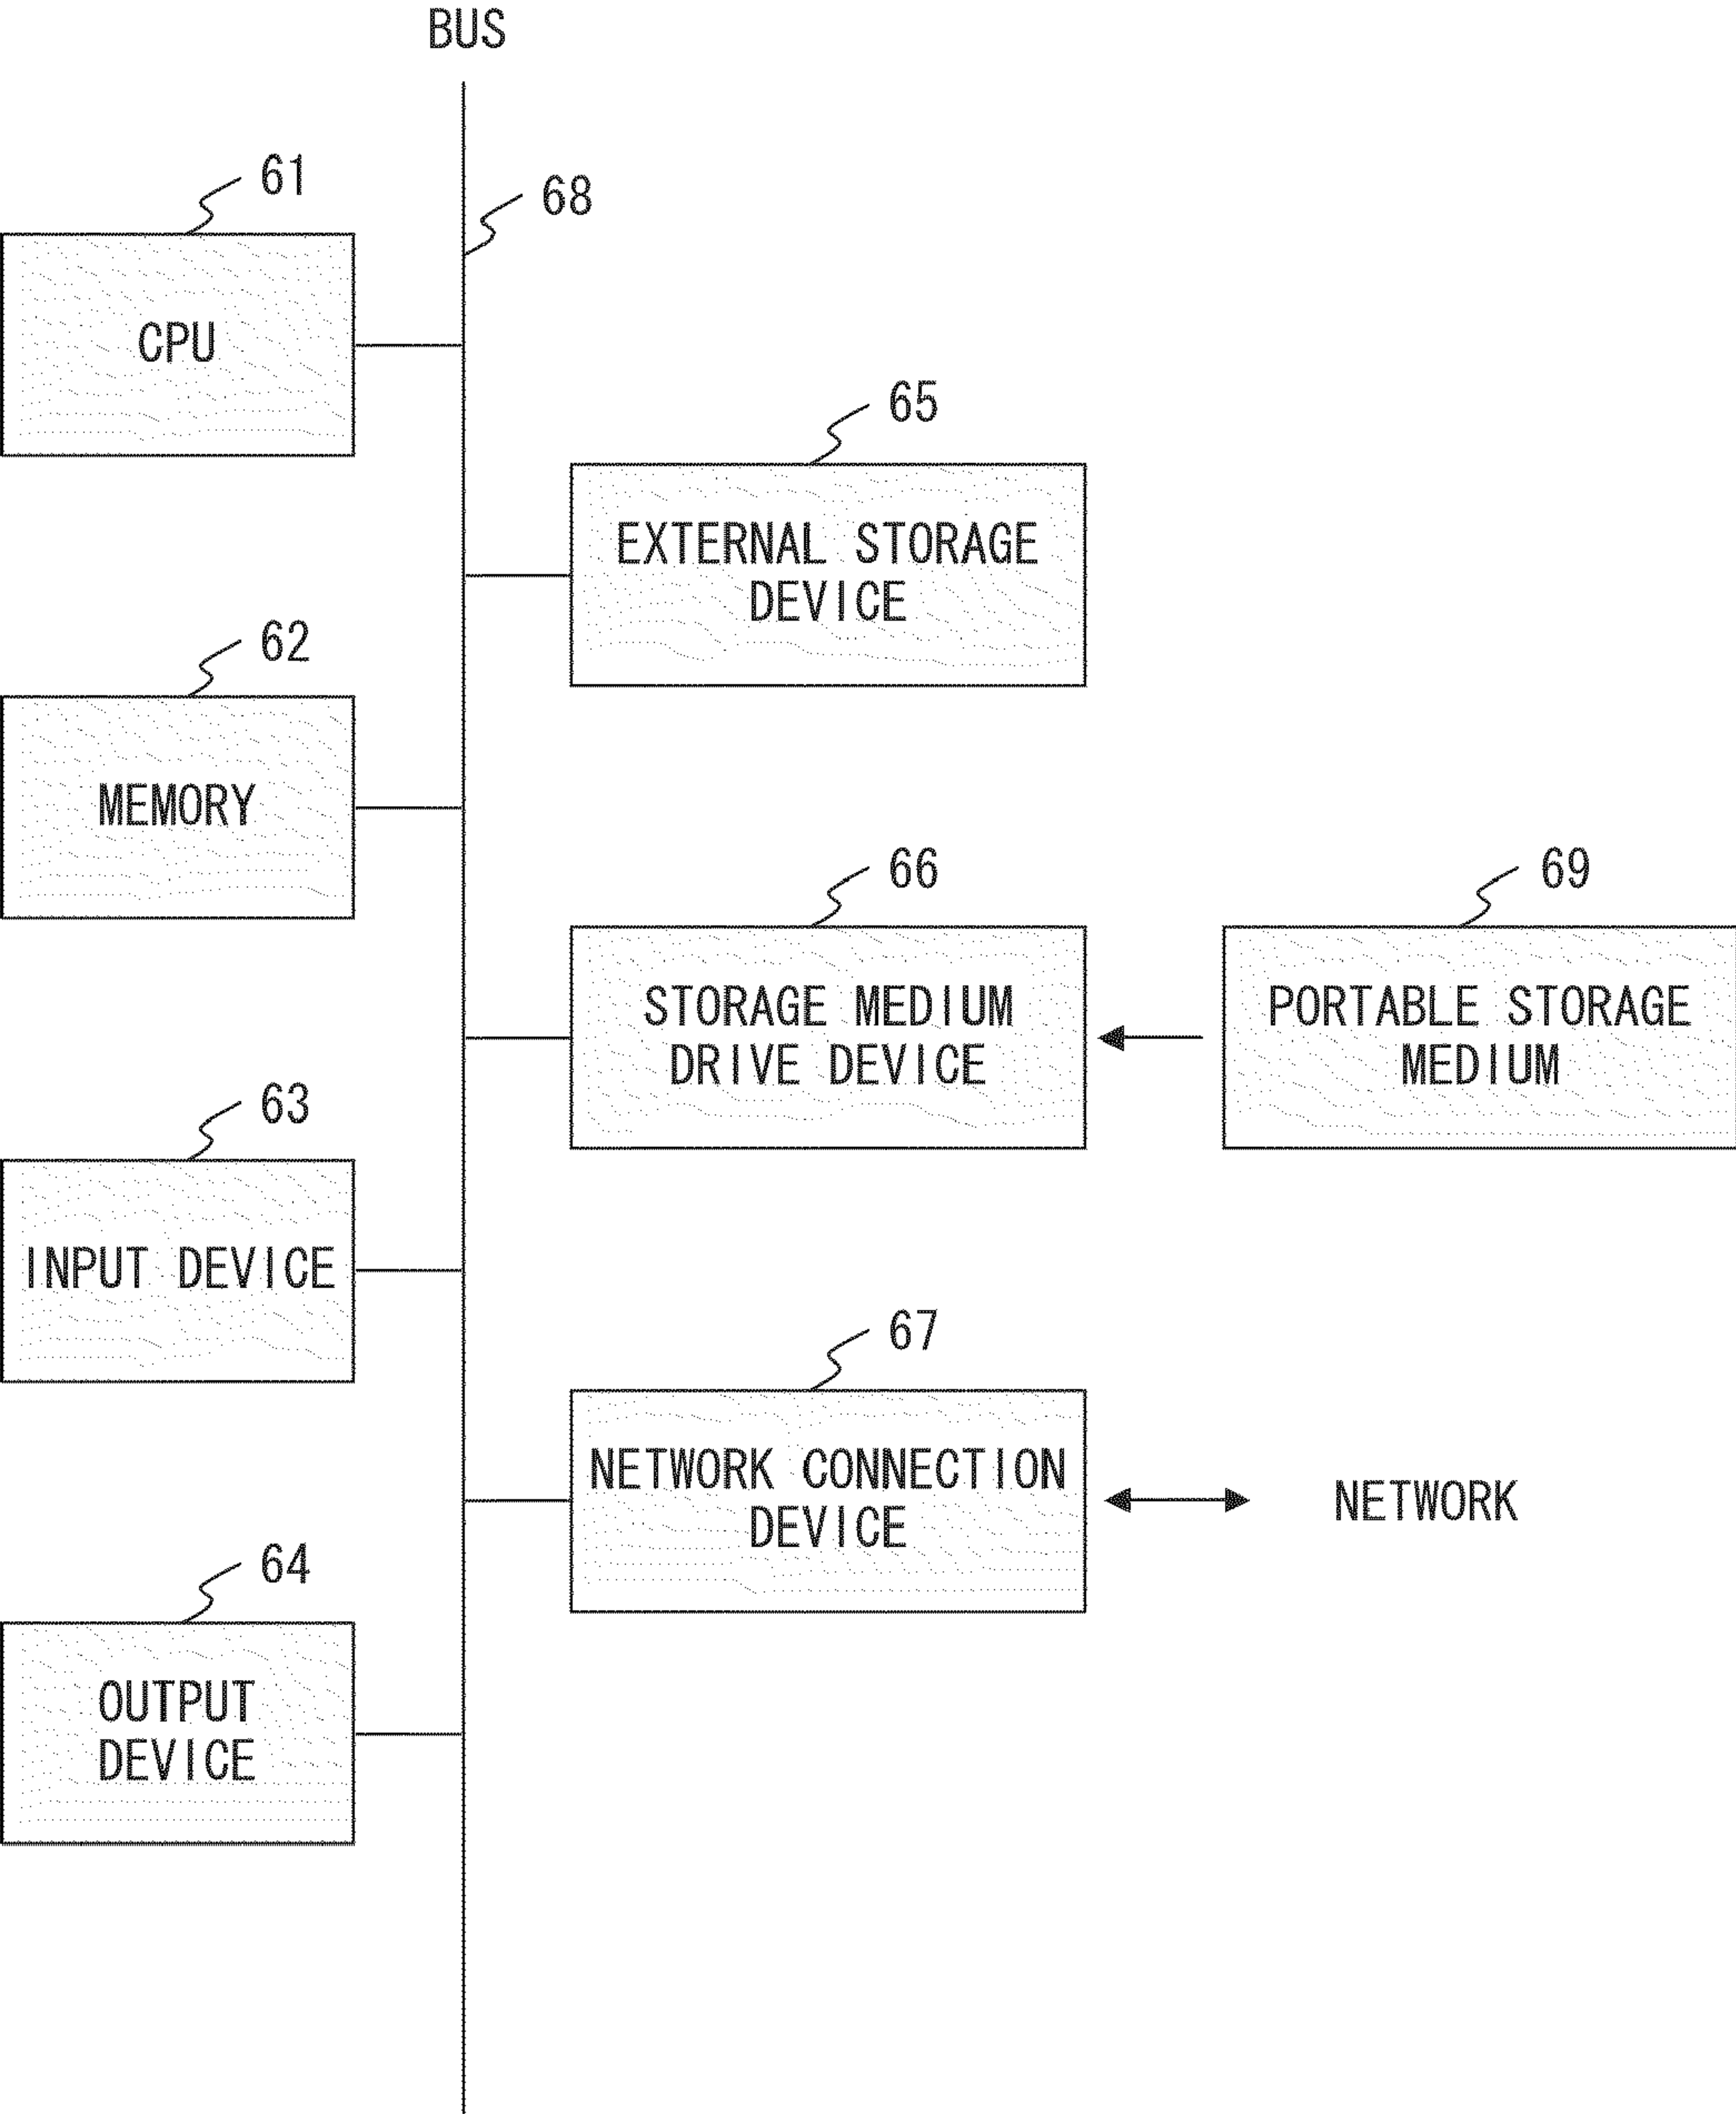 BUS
61
68
CPU
65
EXTERNAL STORAGE
DEVICE
62
MEMORY
66
69
STORAGE MEDIUM
DRIVE DEVICE
PORTABLE STORAGE
MEDIUM
63
INPUT DEVICE
67
NETWORK CONNECTION
DEVICE
NETWORK
64
OUTPUT
DEVICE